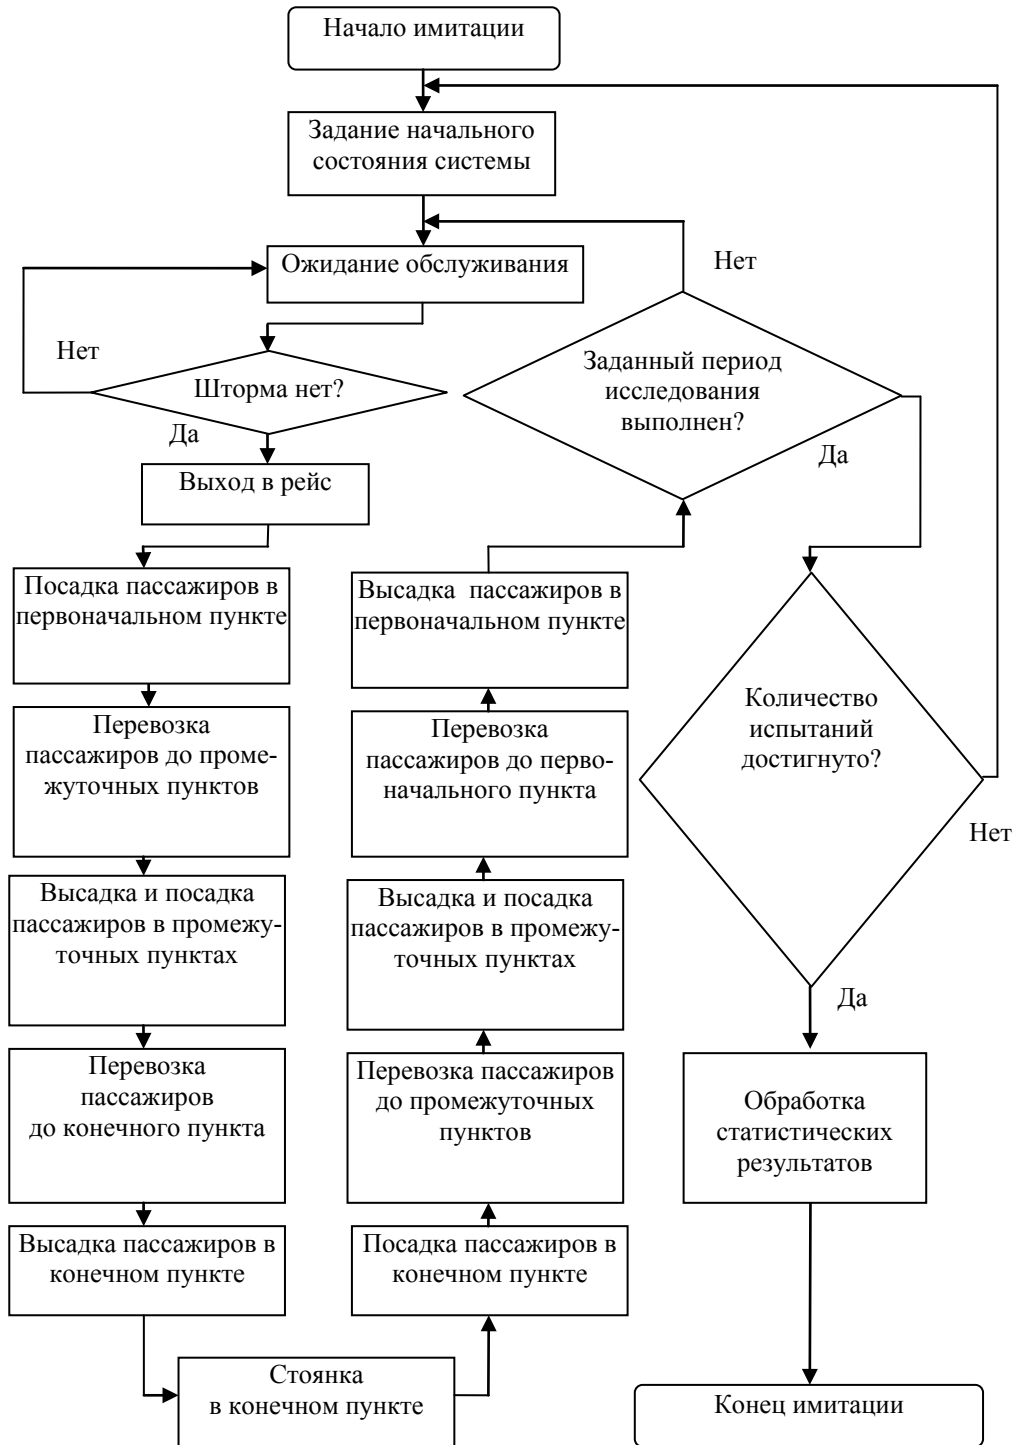 Начало имитации
Задание начального
состояния системы
Ожидание обслуживания
Нет
Шторма нет?
Да
Выход в рейс
Посадка пассажиров в
первоначальном пункте
Перевозка
пассажиров до проме-
жуточных пунктов
Высадка и посадка
пассажиров в промежу-
точных пунктах
Перевозка
пассажиров
до конечного пункта
Высадка пассажиров в
конечном пункте
Стоянка
в конечном пункте
Посадка пассажиров в
конечном пункте
Перевозка пассажиров
до промежуточных
пунктов
Высадка и посадка
пассажиров в промежу-
точных пунктах
Перевозка
пассажиров до перво-
начального пункта
Высадка  пассажиров в
первоначальном пункте
Заданный период
исследования
выполнен?
Нет
Да
Количество
испытаний
достигнуто?
Нет
Да
Обработка
статистических
результатов
Конец имитации